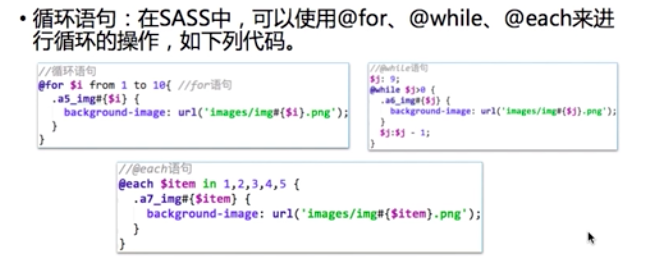 • 循环语句：在SASS中，可以使用@for、@while、@each来进
行循环的操作，如下列代码。
//循环语句
@for $i from 1 to 10{ //for语句
.a5_img#{$i} {
background-image: url('images/img#{$i}.png');
}
}
//@while语句
$j: 9;
@while $j>0 {
.a6_img#{$j} {
background-image: url('images/img#{$j}.png');
}
$j:$j - 1;
}
//@each语句
@each $item in 1,2,3,4,5 {
.a7_img#{$item} {
background-image: url('images/img#{$item}.png');
}
}